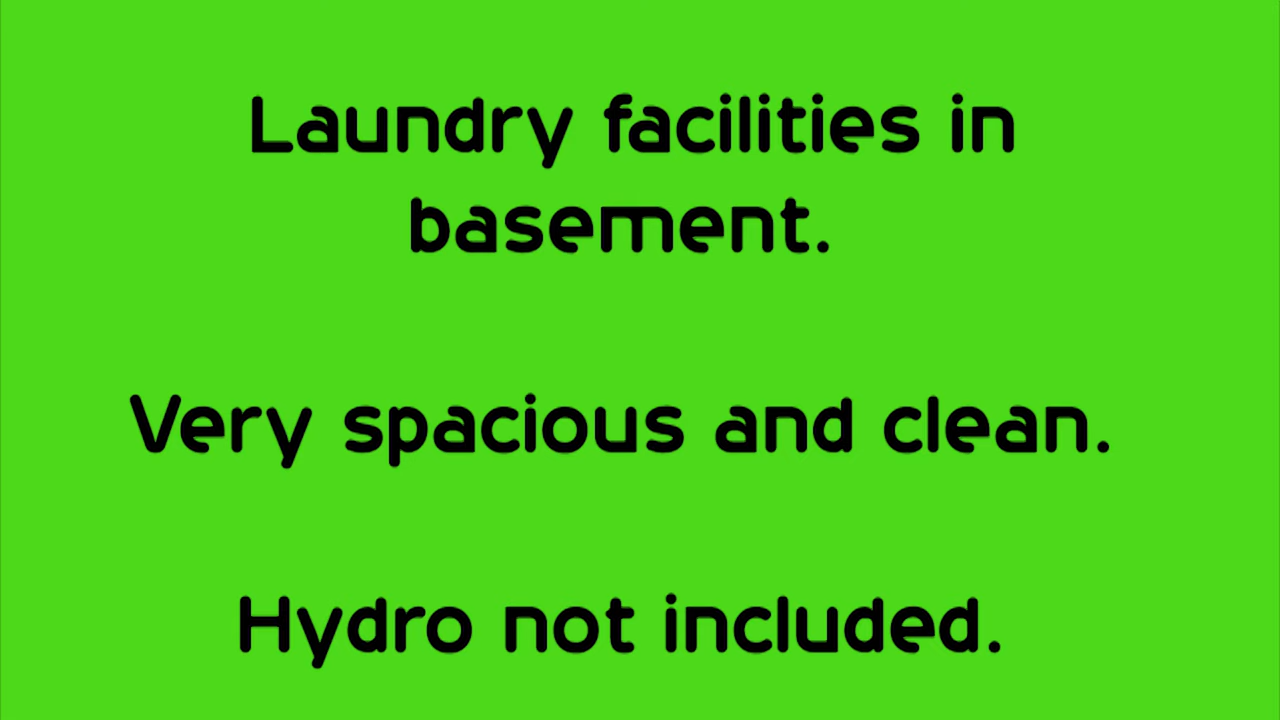 Laundry facilities in
basement.
Very spacious and clean.
Hydro not included.